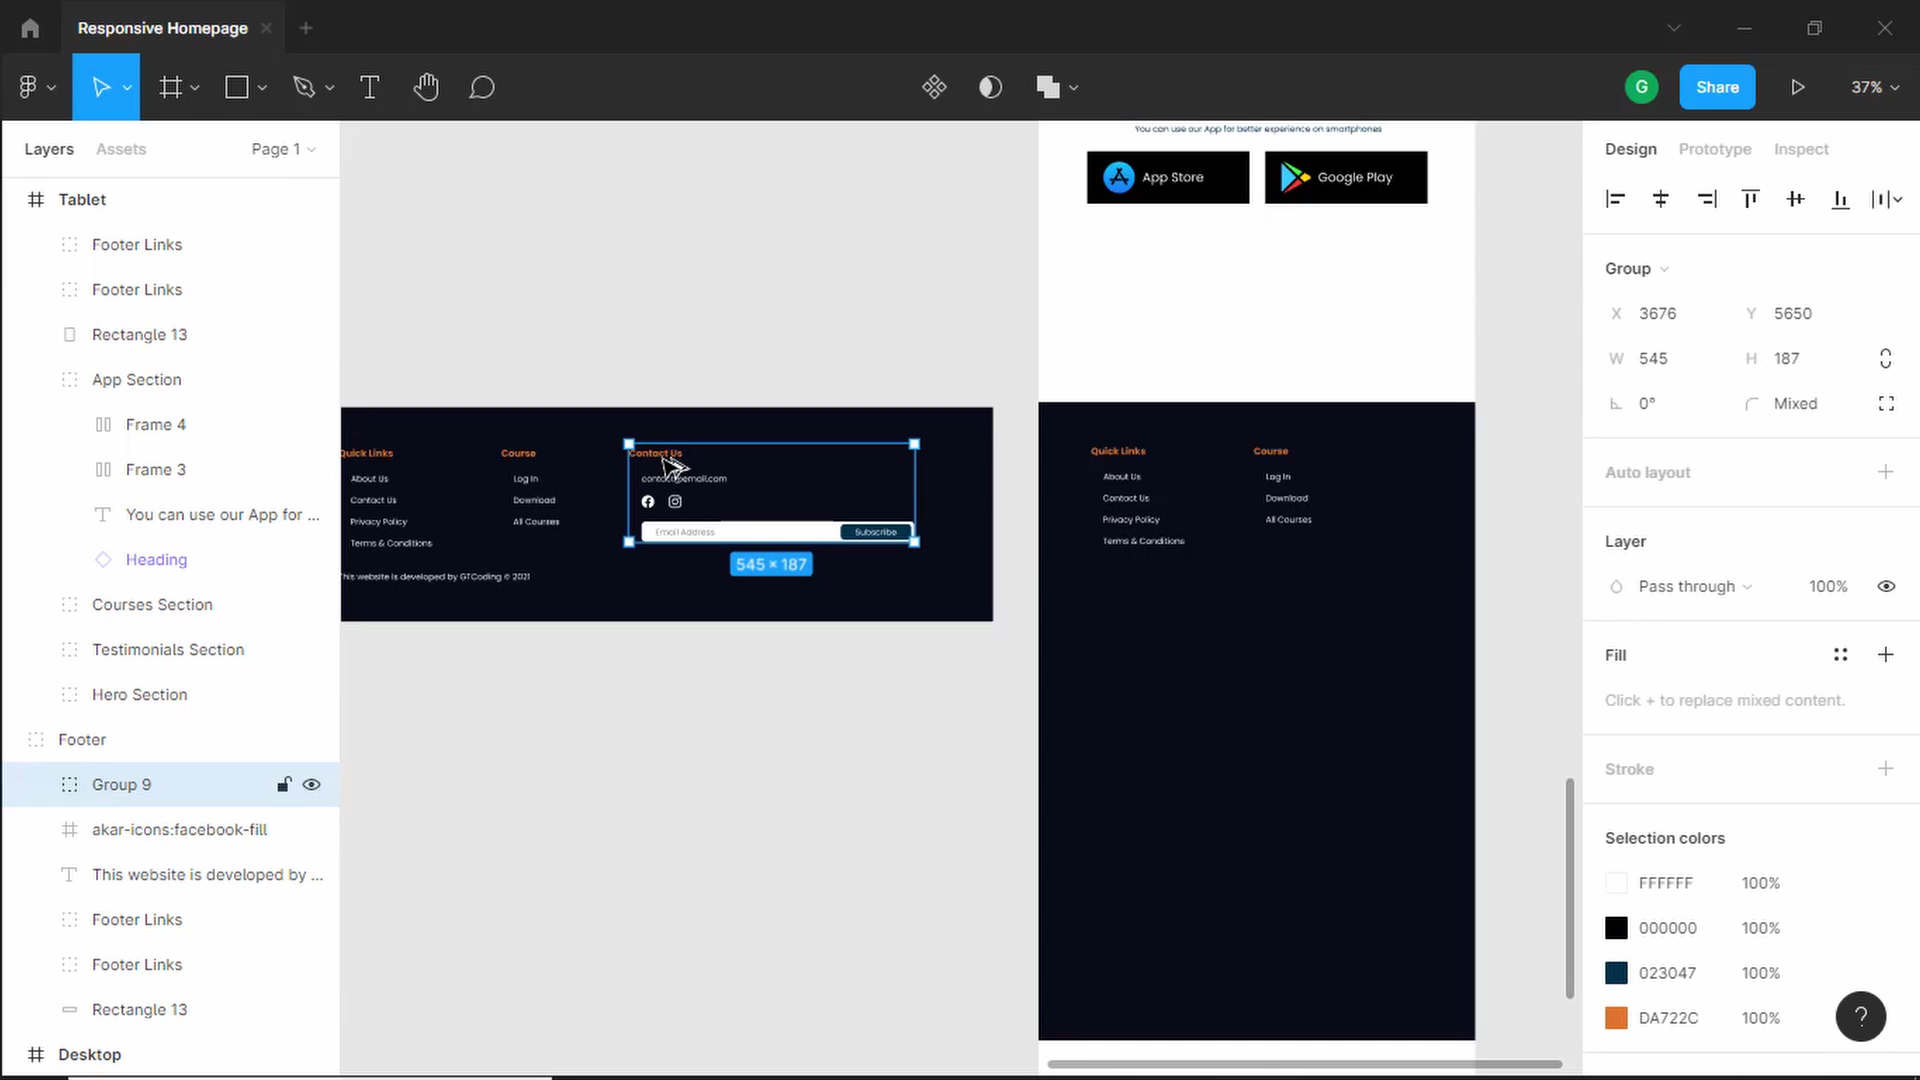 Responsive Homepage
G
Share
37%
Layers
Assets
Page 1
Tablet
Footer Links
Footer Links
Rectangle 13
App Section
Frame 4
Frame 3
You can use our App for ...
Heading
Courses Section
Testimonials Section
Hero Section
Footer
Group 9
akar-icons:facebook-fill
This website is developed by ...
Footer Links
Footer Links
Rectangle 13
Desktop
Quick Links
About Us
Contact Us
Privacy Policy
Terms & Conditions
Course
Log In
Download
All Courses
Contact Us
contact@email.com
Email Address
Subscribe
545 × 187
This website is developed by GTCoding © 2021
You can use our App for better experience on smartphones
App Store
Google Play
Quick Links
About Us
Contact Us
Privacy Policy
Terms & Conditions
Course
Log In
Download
All Courses
Design
Prototype
Inspect
Group
X 3676
Y 5650
W 545
H 187
0°
Mixed
Auto layout
Layer
Pass through
100%
Fill
Click + to replace mixed content.
Stroke
Selection colors
FFFFFF 100%
000000 100%
023047 100%
DA722C 100%
?